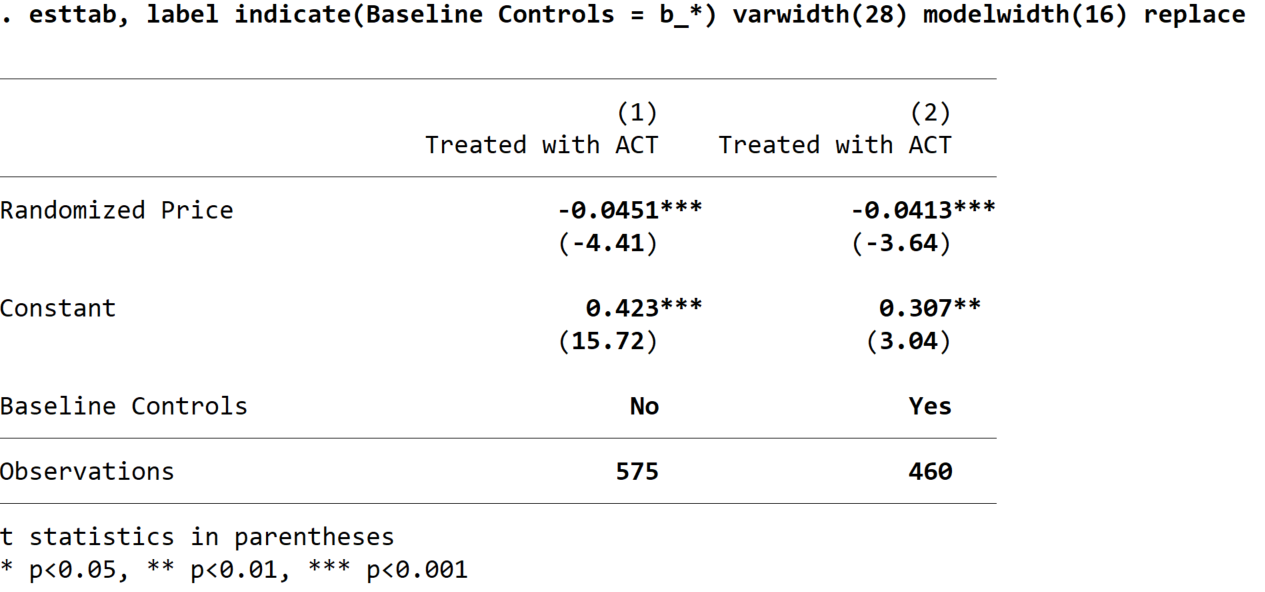 . esttab, label indicate(Baseline Controls = b_*) varwidth(28) modelwidth(16) replace
(1) (2)
Treated with ACT Treated with ACT
Randomized Price -0.0451*** -0.0413***
(-4.41) (-3.64)
Constant 0.423*** 0.307**
(15.72) (3.04)
Baseline Controls No Yes
Observations 575 460
t statistics in parentheses
* p<0.05, ** p<0.01, *** p<0.001